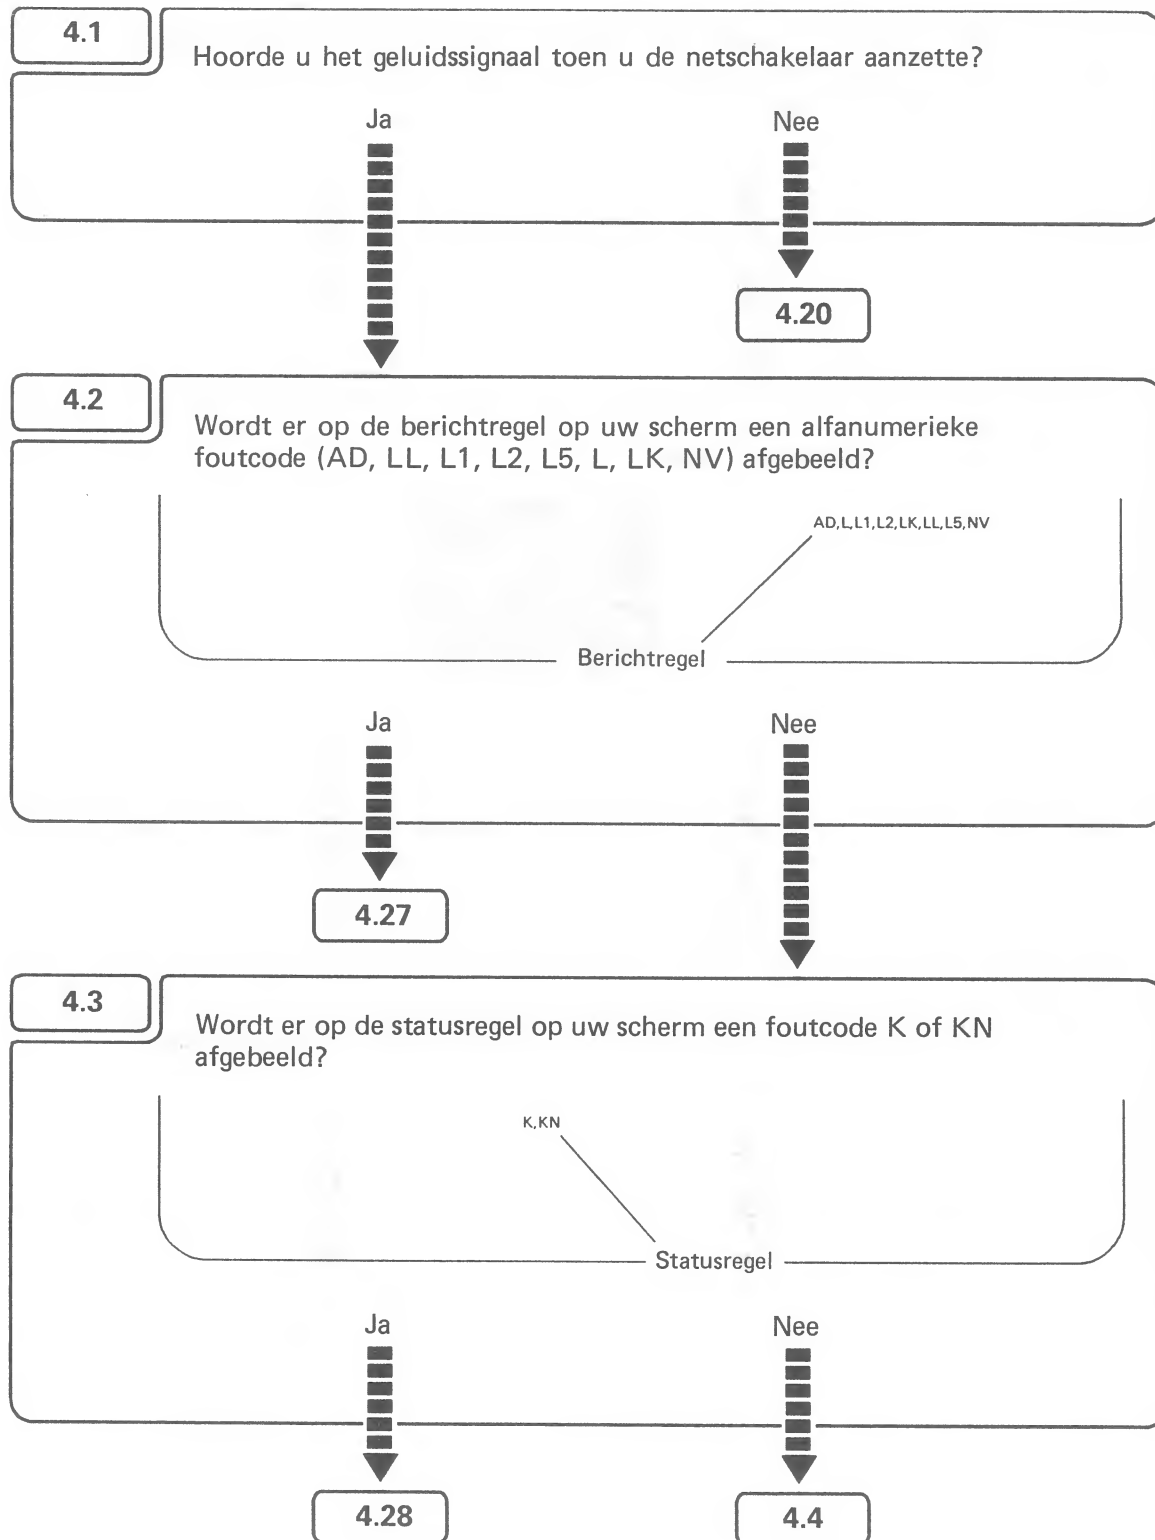 4.1
Hoorde u het geluidssignaal toen u de netschakelaar aanzette?
Ja
Nee
4.20
4.2
Wordt er op de berichtregel op uw scherm een alfanumerieke
foutcode (AD, LL, L1, L2, L5, L, LK, NV) afgebeeld?
AD,L,L1,L2,LK,LL,L5,NV
Berichtregel
Ja
Nee
4.27
4.3
Wordt er op de statusregel op uw scherm een foutcode K of KN
afgebeeld?
K,KN
Statusregel
Ja
Nee
4.28
4.4